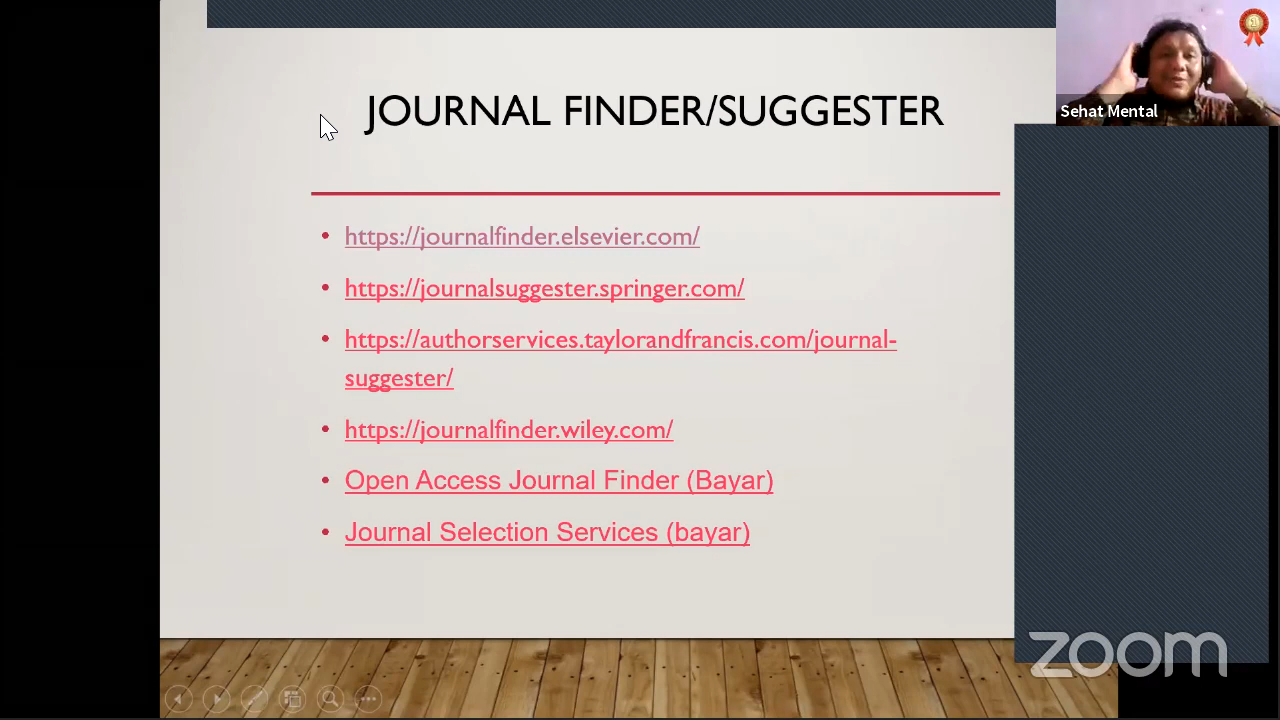 JOURNAL FINDER/SUGGESTER
Sehat Mental
• https://journalfinder.elsevier.com/
• https://journalsuggester.springer.com/
• https://authorservices.taylorandfrancis.com/journal-
suggester/
• https://journalfinder.wiley.com/
• Open Access Journal Finder (Bayar)
• Journal Selection Services (bayar)
zoom